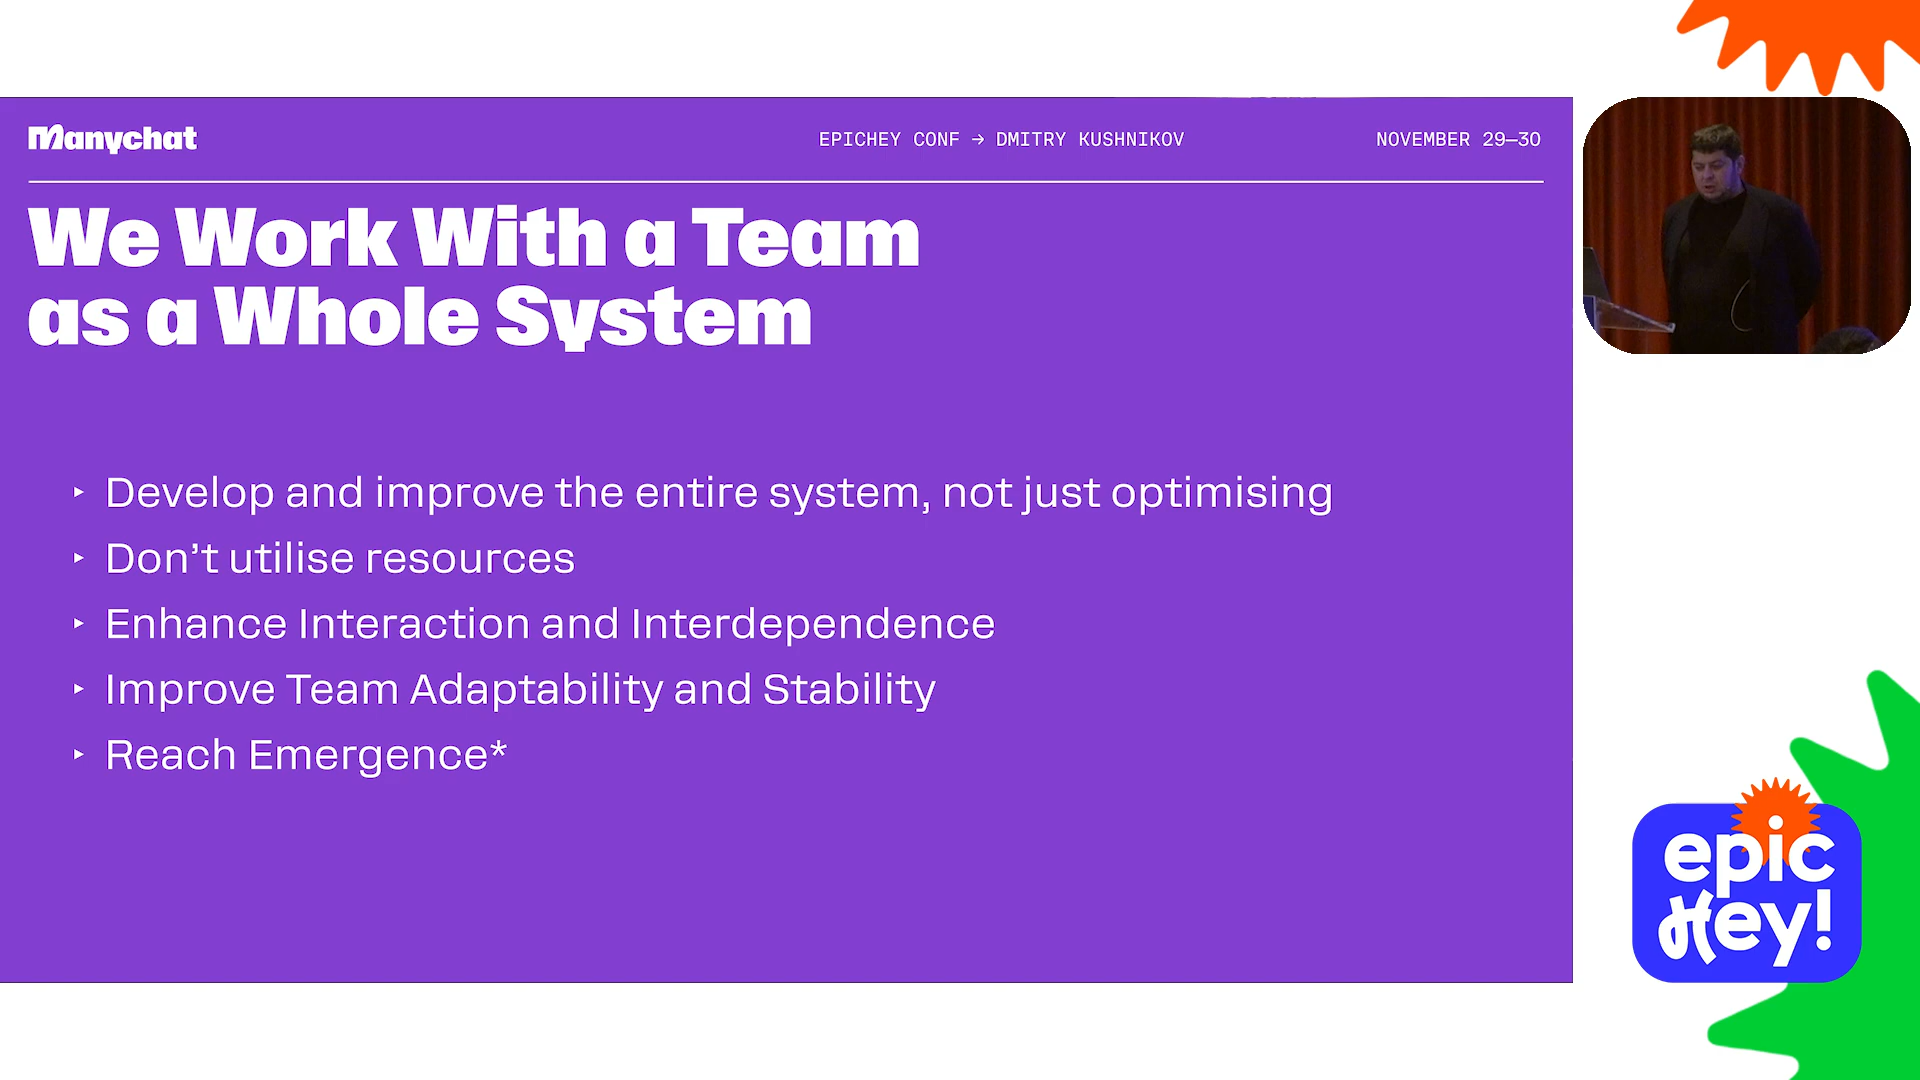 Manychat
EPICHEY CONF → DMITRY KUSHNIKOV
NOVEMBER 29—30
We Work With a Team
as a Whole System
‣ Develop and improve the entire system, not just optimising
‣ Don’t utilise resources
‣ Enhance Interaction and Interdependence
‣ Improve Team Adaptability and Stability
‣ Reach Emergence*
epic
Hey!